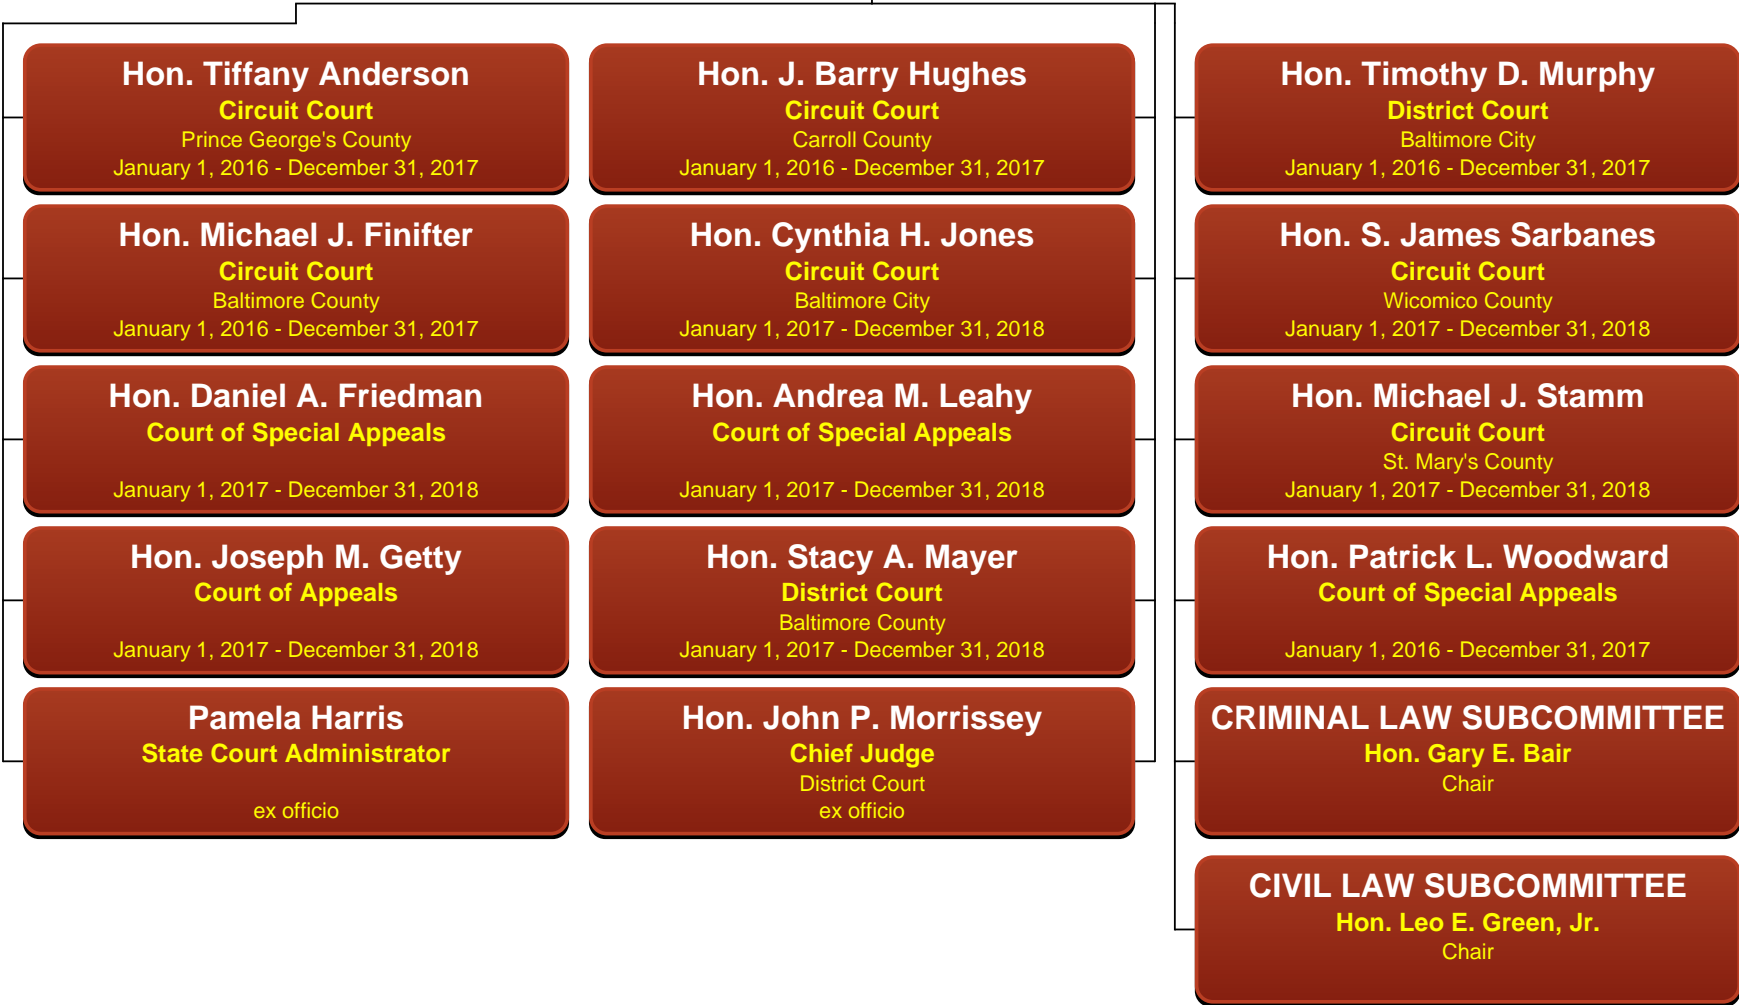 Hon. Tiffany Anderson
Circuit Court
Prince George's County
January 1, 2016 - December 31, 2017
Hon. Michael J. Finifter
Circuit Court
Baltimore County
January 1, 2016 - December 31, 2017
Hon. Daniel A. Friedman
Court of Special Appeals
January 1, 2017 - December 31, 2018
Hon. Joseph M. Getty
Court of Appeals
January 1, 2017 - December 31, 2018
Pamela Harris
State Court Administrator
ex officio
Hon. J. Barry Hughes
Circuit Court
Carroll County
January 1, 2016 - December 31, 2017
Hon. Cynthia H. Jones
Circuit Court
Baltimore City
January 1, 2017 - December 31, 2018
Hon. Andrea M. Leahy
Court of Special Appeals
January 1, 2017 - December 31, 2018
Hon. Stacy A. Mayer
District Court
Baltimore County
January 1, 2017 - December 31, 2018
Hon. John P. Morrissey
Chief Judge
District Court
ex officio
Hon. Timothy D. Murphy
District Court
Baltimore City
January 1, 2016 - December 31, 2017
Hon. S. James Sarbanes
Circuit Court
Wicomico County
January 1, 2017 - December 31, 2018
Hon. Michael J. Stamm
Circuit Court
St. Mary's County
January 1, 2017 - December 31, 2018
Hon. Patrick L. Woodward
Court of Special Appeals
January 1, 2016 - December 31, 2017
CRIMINAL LAW SUBCOMMITTEE
Hon. Gary E. Bair
Chair
CIVIL LAW SUBCOMMITTEE
Hon. Leo E. Green, Jr.
Chair